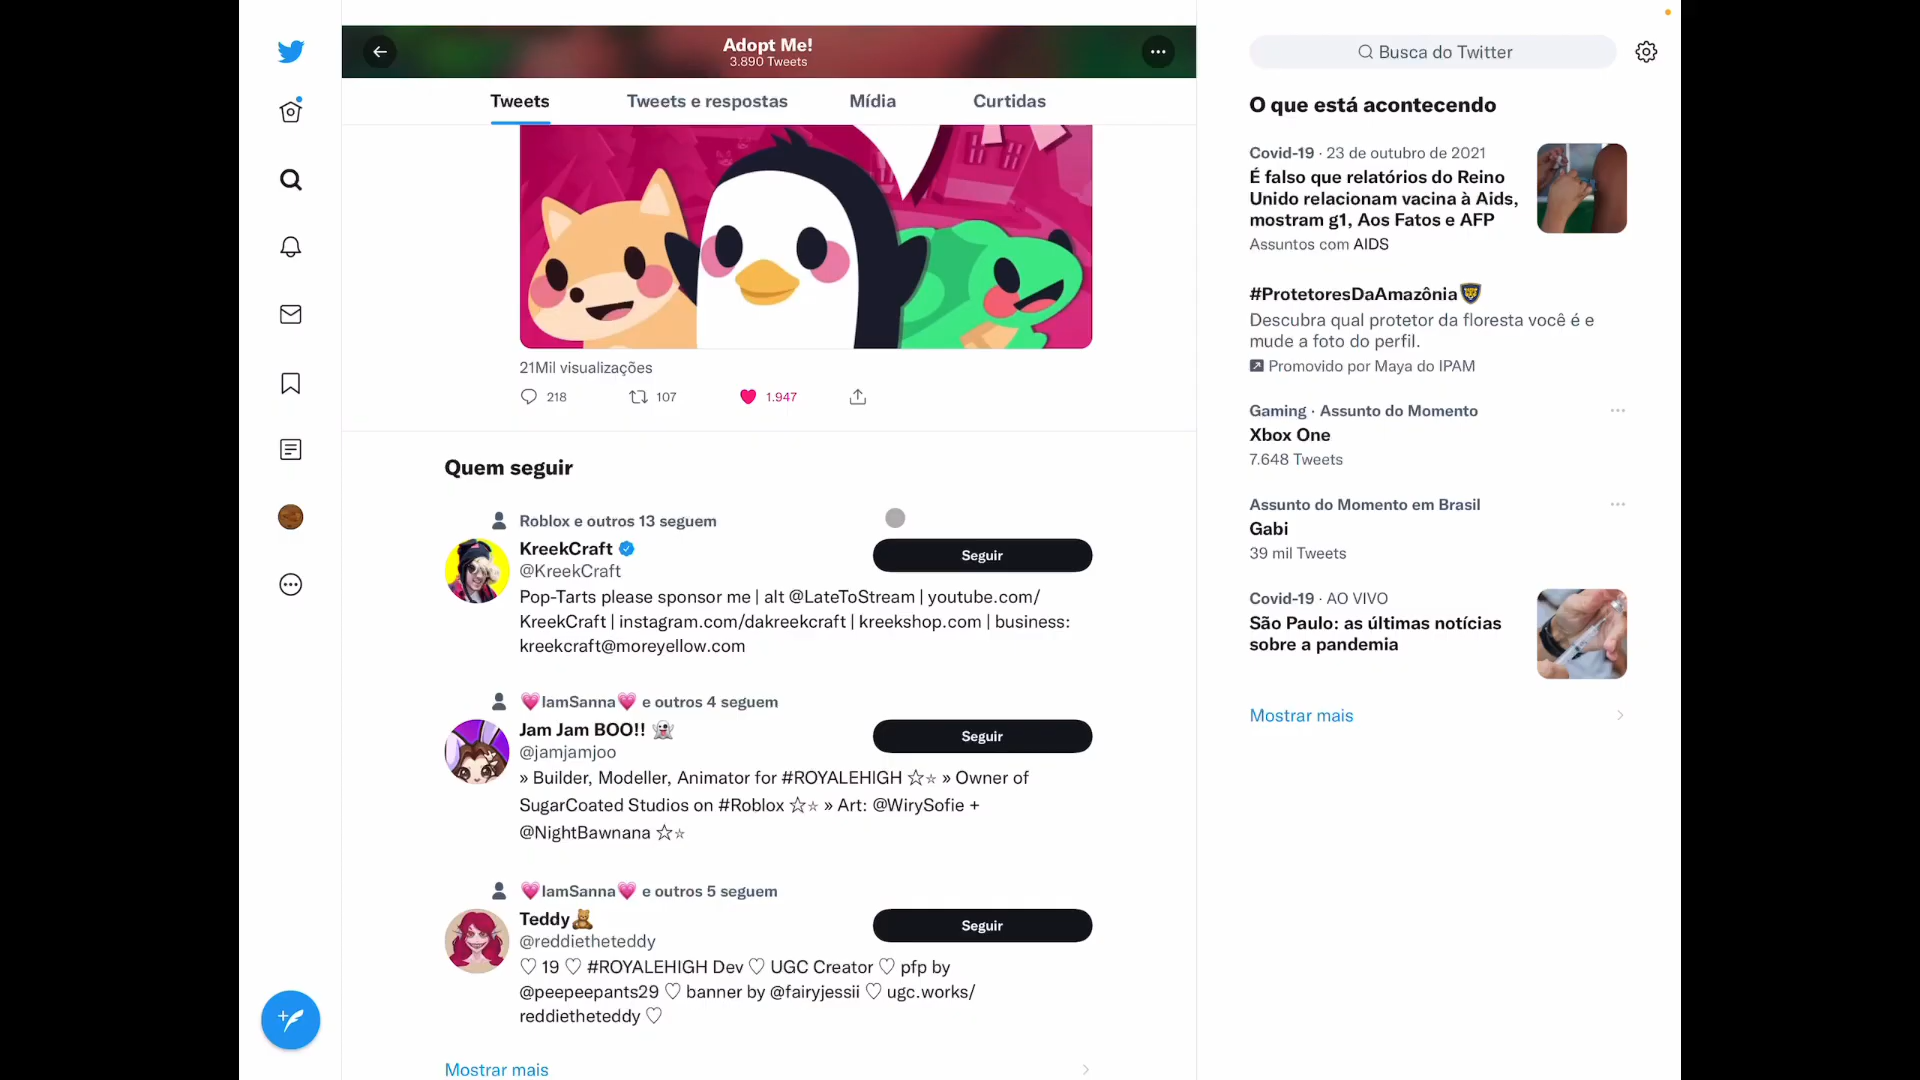 Adopt Me!
3.890 Tweets
Tweets
Tweets e respostas
Mídia
Curtidas
21Mil visualizações
218
107
1.947
Quem seguir
Roblox e outros 13 seguem
KreekCraft
@KreekCraft
Seguir
Pop-Tarts please sponsor me | alt @LateToStream | youtube.com/
KreekCraft | instagram.com/dakreekcraft | kreekshop.com | business:
kreekcraft@moreyellow.com
💗IamSanna💗 e outros 4 seguem
Jam Jam BOO!! 👻
@jamjamjoo
Seguir
» Builder, Modeller, Animator for #ROYALEHIGH ☆⭒ » Owner of
SugarCoated Studios on #Roblox ☆⭒ » Art: @WirySofie +
@NightBawnana ☆⭒
💗IamSanna💗 e outros 5 seguem
Teddy🧸
@reddietheteddy
Seguir
♡ 19 ♡ #ROYALEHIGH Dev ♡ UGC Creator ♡ pfp by
@peepeepants29 ♡ banner by @fairyjessii ♡ ugc.works/
reddietheteddy ♡
Mostrar mais
Busca do Twitter
O que está acontecendo
Covid-19 · 23 de outubro de 2021
É falso que relatórios do Reino
Unido relacionam vacina à Aids,
mostram g1, Aos Fatos e AFP
Assuntos com AIDS
#ProtetoresDaAmazônia
Descubra qual protetor da floresta você é e
mude a foto do perfil.
Promovido por Maya do IPAM
Gaming · Assunto do Momento
Xbox One
7.648 Tweets
Assunto do Momento em Brasil
Gabi
39 mil Tweets
Covid-19 · AO VIVO
São Paulo: as últimas notícias
sobre a pandemia
Mostrar mais